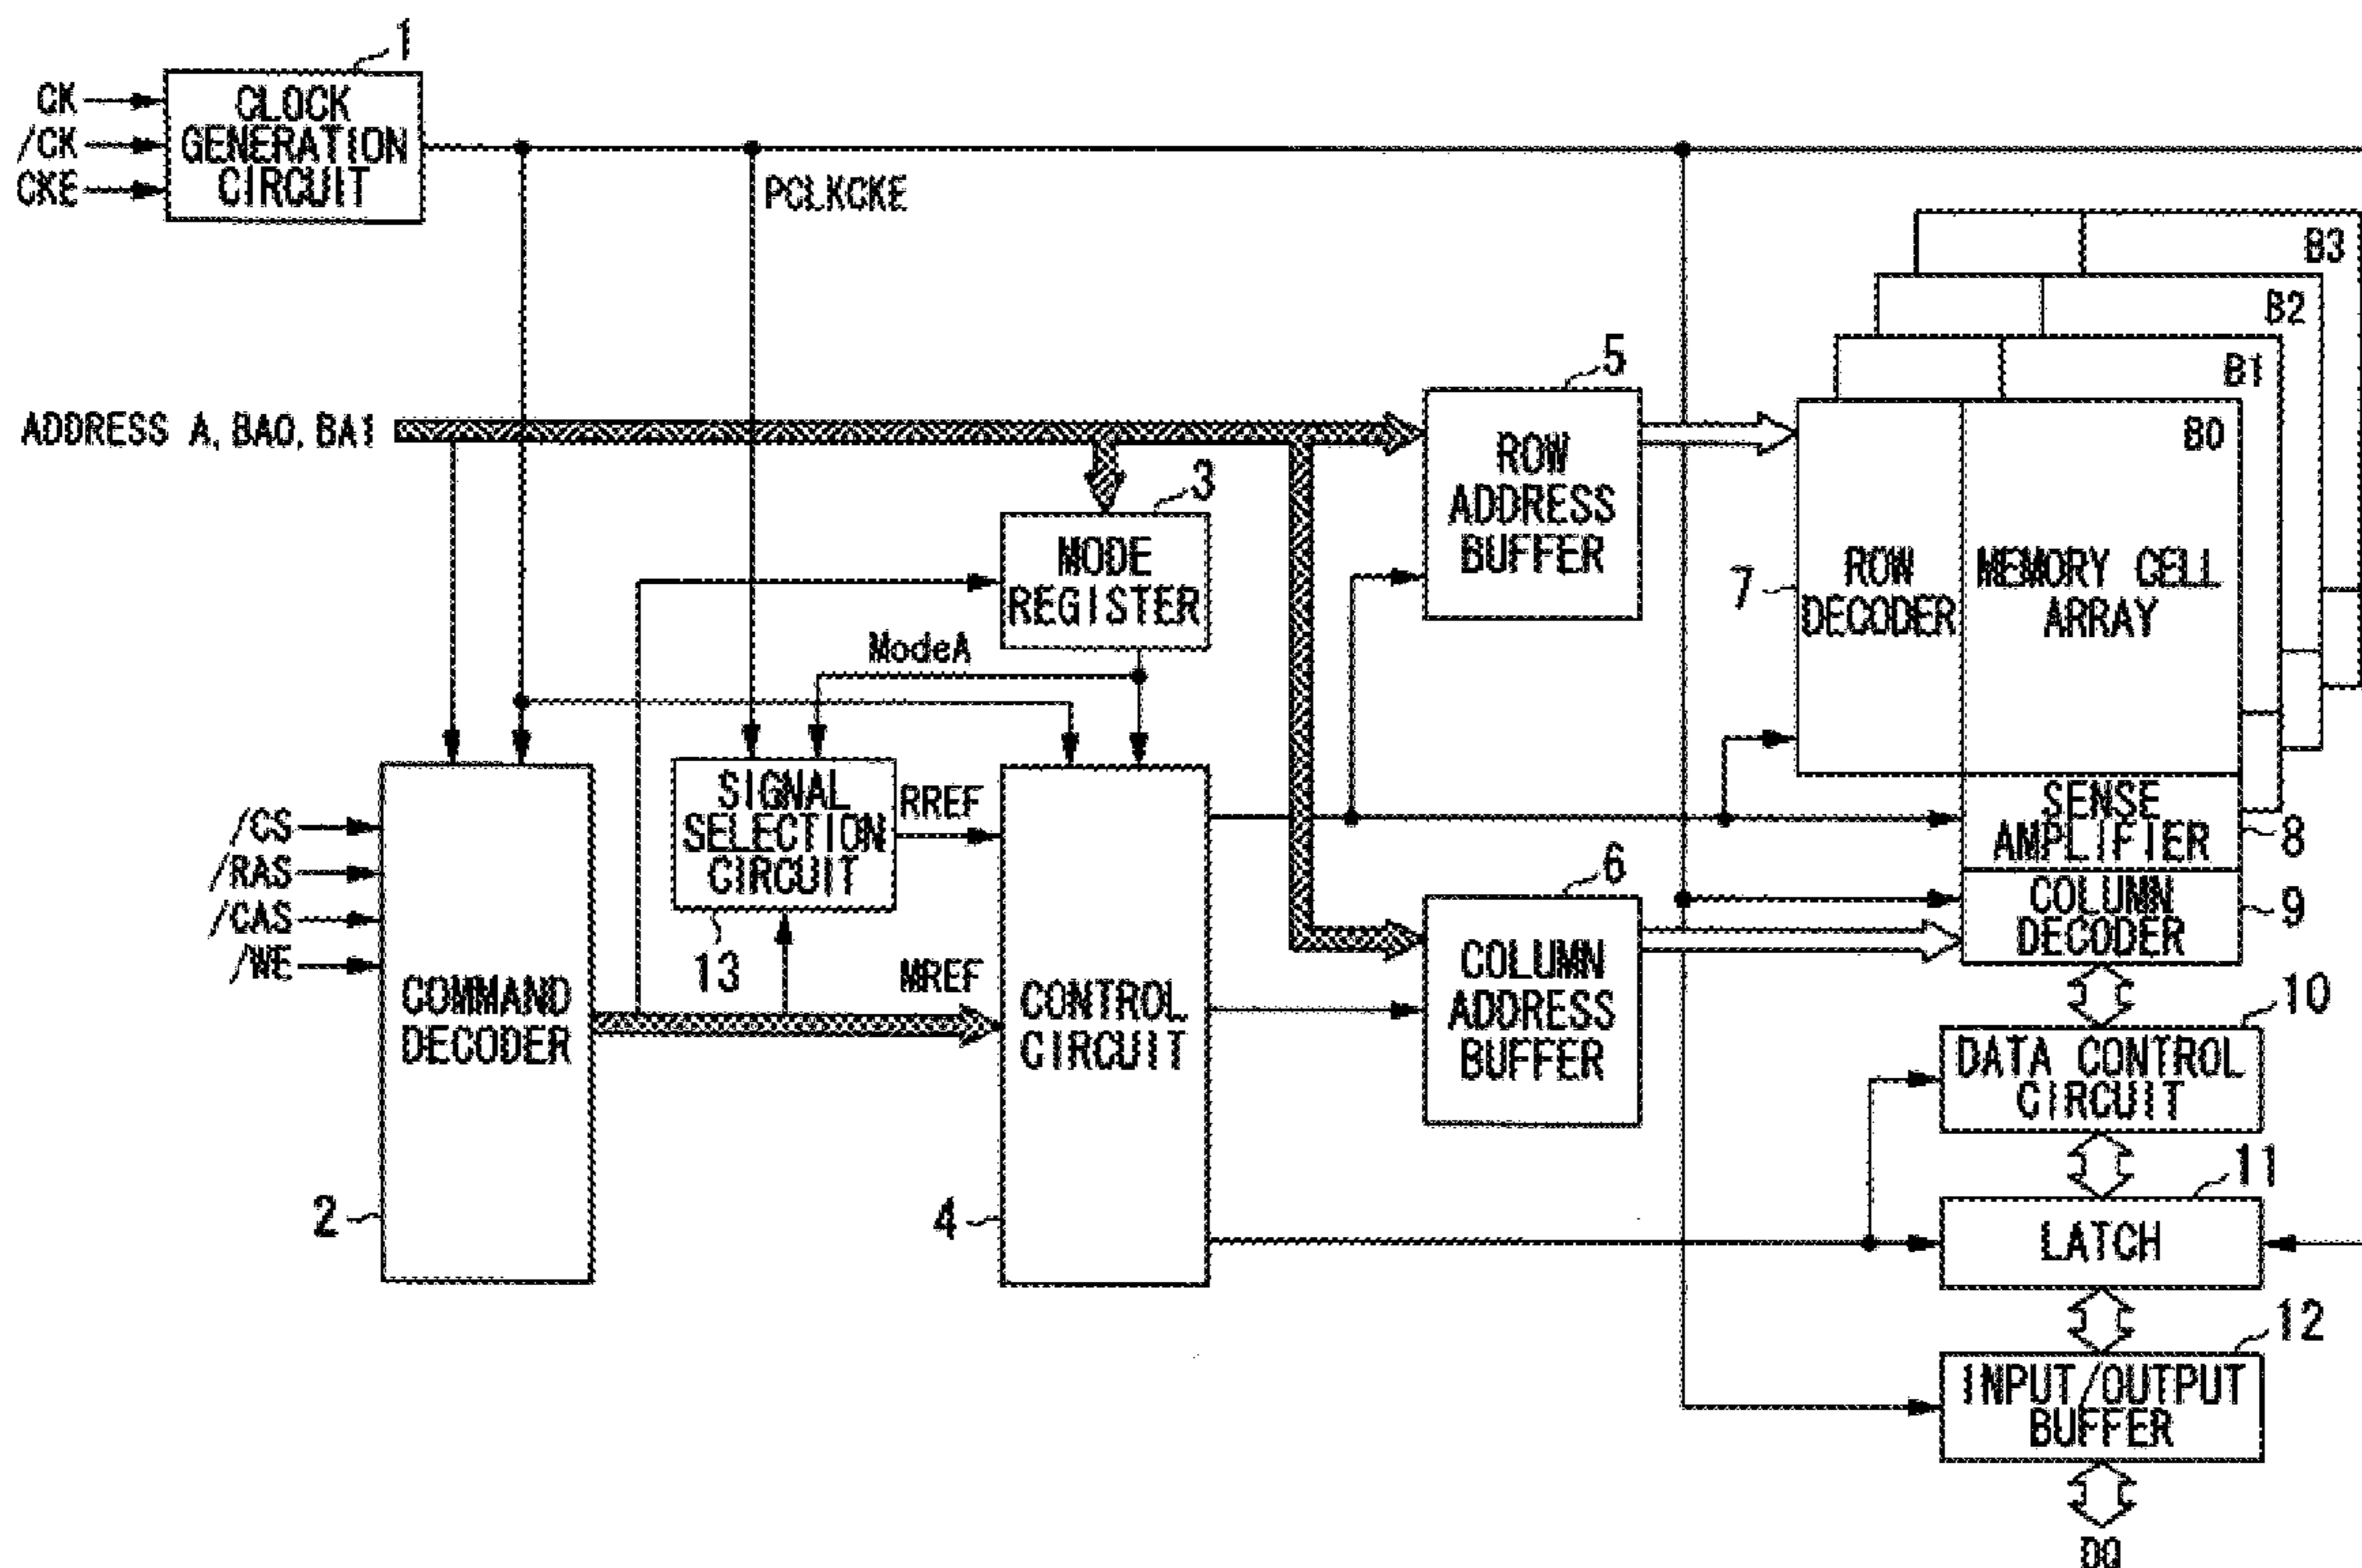 1
CK
/CK
CKE
CLOCK
GENERATION
CIRCUIT
PCLKCKE
B3
B2
B1
B0
ADDRESS A, BA0, BA1
5
ROW
ADDRESS
BUFFER
3
MODE
REGISTER
ModeA
7
ROW
DECODER
MEMORY CELL
ARRAY
SENSE
AMPLIFIER
8
COLUMN
DECODER
9
/CS
/RAS
/CAS
/WE
COMMAND
DECODER
2
SIGNAL
SELECTION
CIRCUIT
13
RREF
MREF
CONTROL
CIRCUIT
4
6
COLUMN
ADDRESS
BUFFER
10
DATA CONTROL
CIRCUIT
11
LATCH
12
INPUT/OUTPUT
BUFFER
DQ